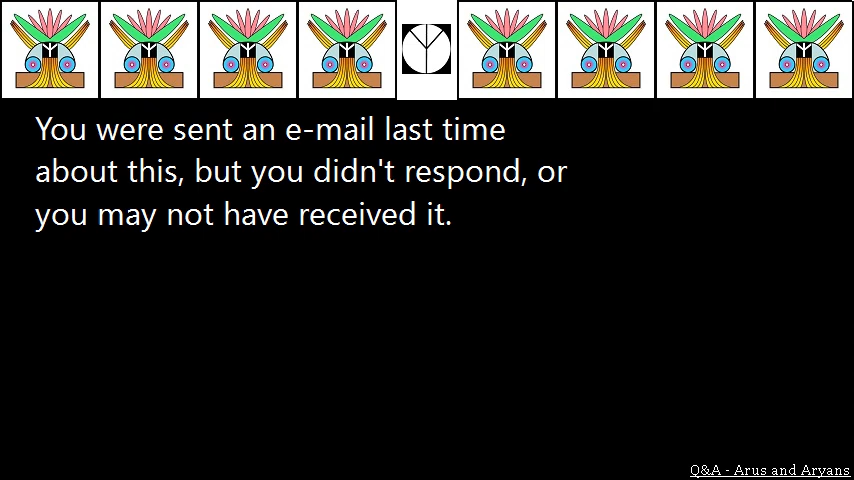 You were sent an e-mail last time
about this, but you didn't respond, or
you may not have received it.
Q&A - Arus and Aryans